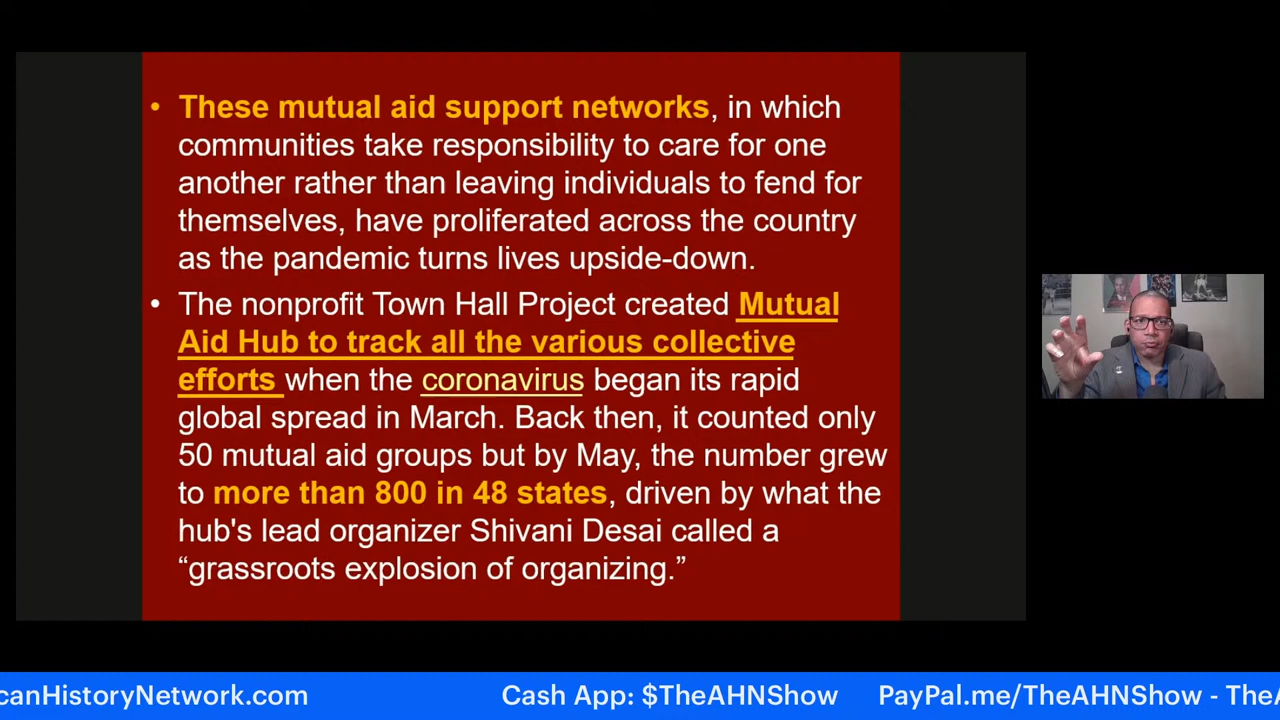 • These mutual aid support networks, in which
communities take responsibility to care for one
another rather than leaving individuals to fend for
themselves, have proliferated across the country
as the pandemic turns lives upside-down.
• The nonprofit Town Hall Project created Mutual
Aid Hub to track all the various collective
efforts when the coronavirus began its rapid
global spread in March. Back then, it counted only
50 mutual aid groups but by May, the number grew
to more than 800 in 48 states, driven by what the
hub's lead organizer Shivani Desai called a
“grassroots explosion of organizing.”
canHistoryNetwork.com Cash App: $TheAHNShow PayPal.me/TheAHNShow - TheA